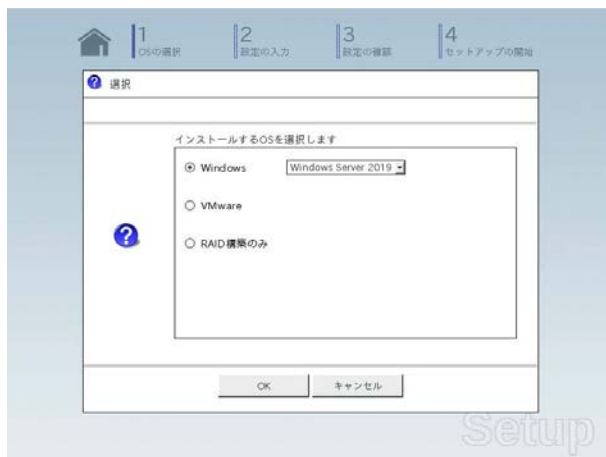 1
OSの選択
2
設定の入力
3
設定の確認
4
セットアップの開始
選択
インストールするOSを選択します
Windows
Windows Server 2019
VMware
RAID構築のみ
OK
キャンセル
Setup